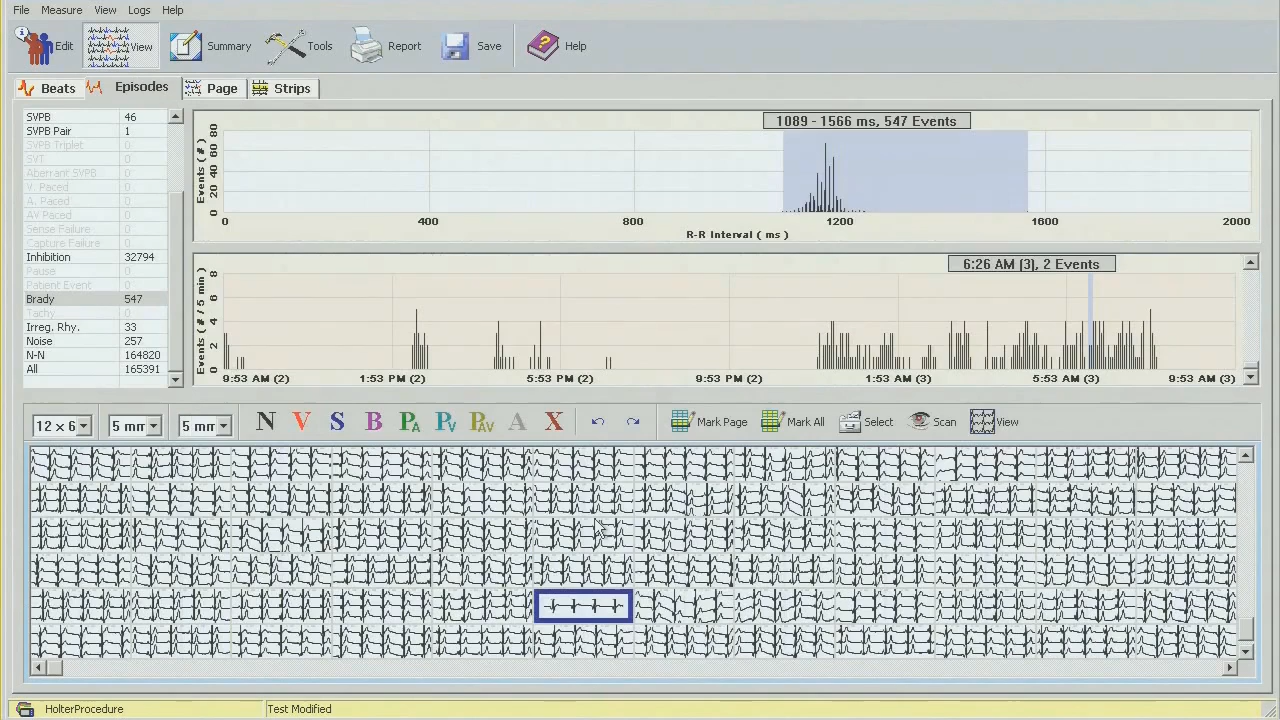 File Measure View Logs Help
Edit View Summary Tools Report Save Help
Beats Episodes Page Strips
SVPB 46
SVPB Pair 1
SVPB Triplet 0
SVT 0
Aberrant SVPB 0
V. Paced 0
A. Paced 0
AV Paced 0
Sense Failure 0
Capture Failure 0
Inhibition 32794
Pause 0
Patient Event 0
Brady 547
Tachy 0
Irreg. Rhy. 33
Noise 257
N-N 164820
All 165391
1089 - 1566 ms, 547 Events
Events ( # )
80
60
40
20
0
0 400 800 1200 1600 2000
R-R Interval ( ms )
6:26 AM (3), 2 Events
Events ( # / 5 min )
8
6
4
2
0
9:53 AM (2) 1:53 PM (2) 5:53 PM (2) 9:53 PM (2) 1:53 AM (3) 5:53 AM (3) 9:53 AM (3)
12 x 6 5 mm 5 mm N V S B PA PV PAV A X Mark Page Mark All Select Scan View
HolterProcedure Test Modified